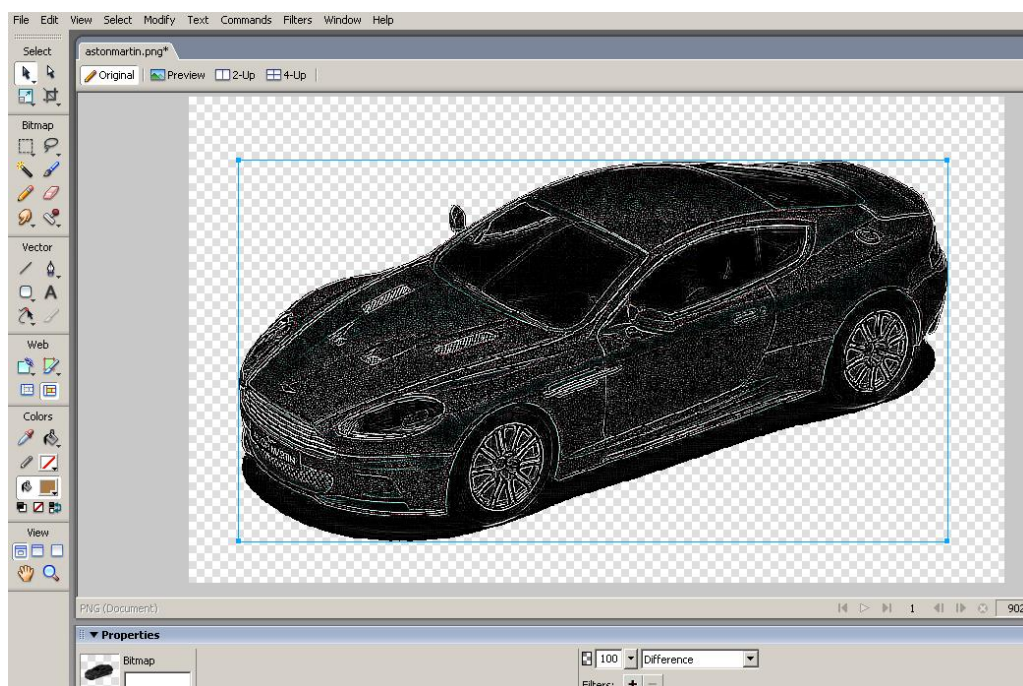 File Edit View Select Modify Text Commands Filters Window Help
Select
astonmartin.png*
Original Preview 2-Up 4-Up
Bitmap
Vector
A
Web
Colors
View
PNG (Document)
1
902
Properties
Bitmap
100 Difference
Filters: